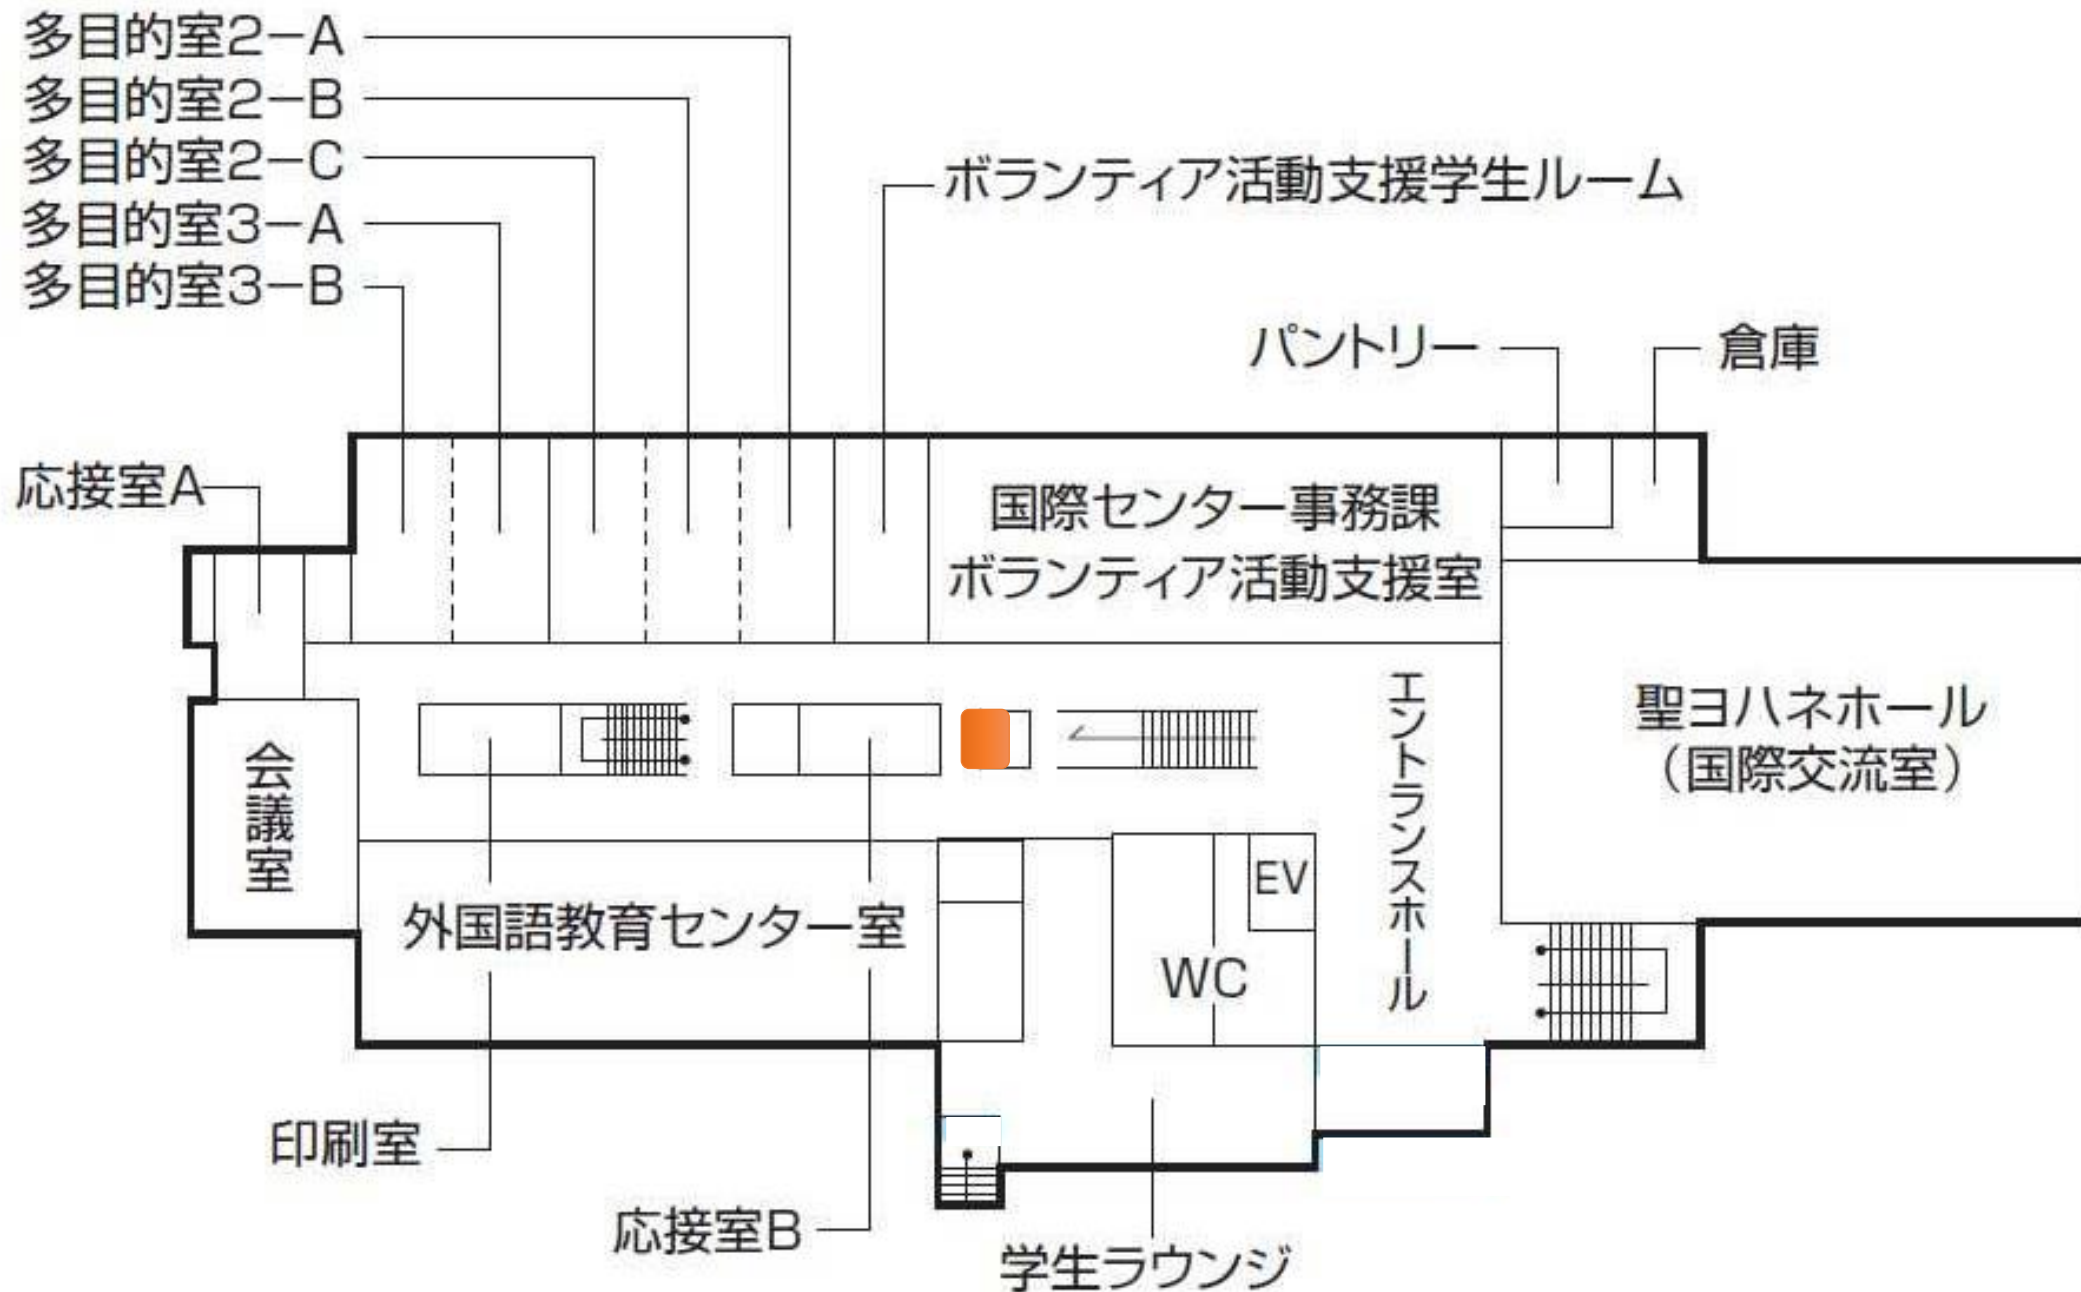 多目的室2-A
多目的室2-B
多目的室2-C
多目的室3-A
多目的室3-B
ボランティア活動支援学生ルーム
パントリー
倉庫
応接室A
国際センター事務課
ボランティア活動支援室
エントランスホール
聖ヨハネホール
（国際交流室）
会議室
EV
外国語教育センター室
WC
印刷室
応接室B
学生ラウンジ